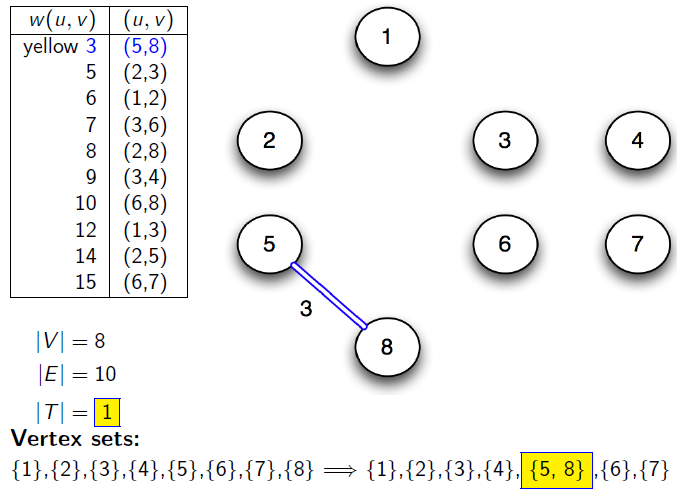 w(u, v) (u, v)
yellow 3 (5,8)
5 (2,3)
6 (1,2)
7 (3,6)
8 (2,8)
9 (3,4)
10 (6,8)
12 (1,3)
14 (2,5)
15 (6,7)
1
2 3 4
5 6 7
3
8
|V| = 8
|E| = 10
|T| = 1
Vertex sets:
{1},{2},{3},{4},{5},{6},{7},{8} ⟹ {1},{2},{3},{4},{5, 8},{6},{7}